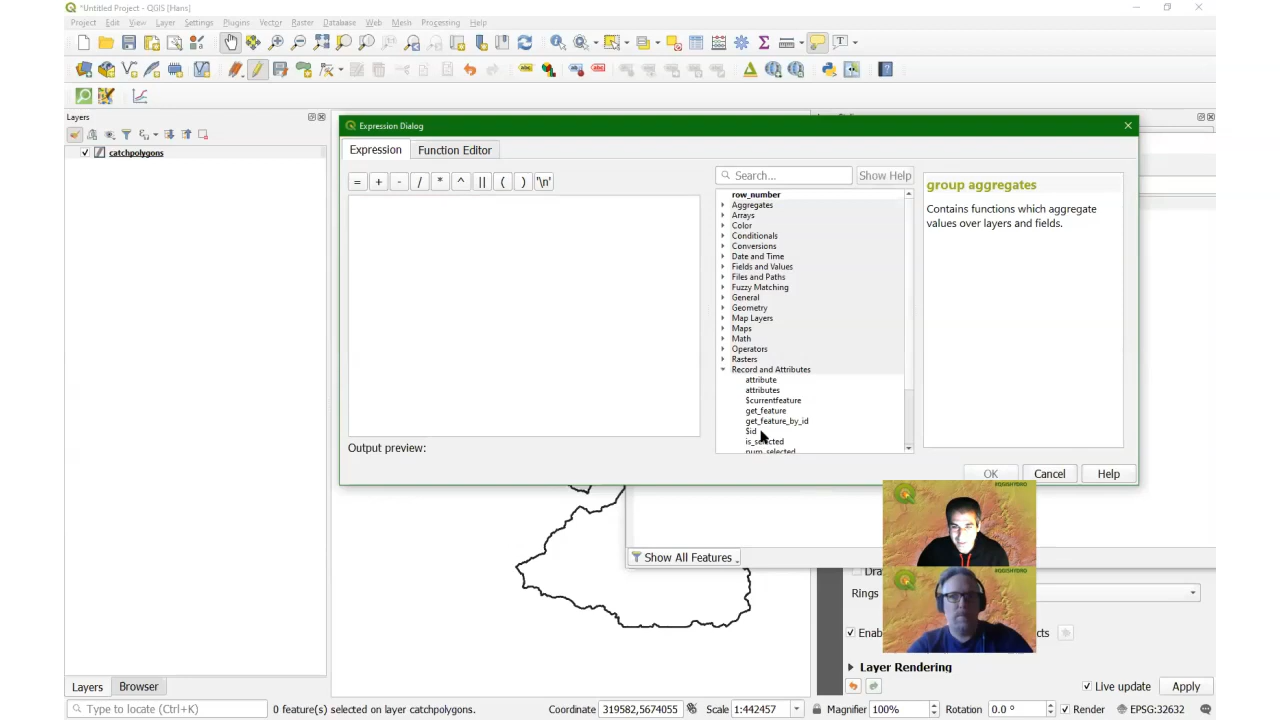 *Untitled Project - QGIS [Hans]
Project Edit View Layer Settings Plugins Vector Raster Database Web Mesh Processing Help
Layers
catchpolygons
Expression Dialog
Expression Function Editor
= + - / * ^ || ( ) '\n'
Search... Show Help
row_number
Aggregates
Arrays
Color
Conditionals
Conversions
Date and Time
Fields and Values
Files and Paths
Fuzzy Matching
General
Geometry
Map Layers
Maps
Math
Operators
Rasters
Record and Attributes
attribute
attributes
$currentfeature
get_feature
get_feature_by_id
$id
is_selected
num_selected
group aggregates
Contains functions which aggregate
values over layers and fields.
Output preview:
OK Cancel Help
Show All Features
Rings
Enab
cts
Layer Rendering
Live update Apply
Layers Browser
Type to locate (Ctrl+K) 0 feature(s) selected on layer catchpolygons. Coordinate 319582,5674055 Scale 1:442457 Magnifier 100% Rotation 0.0 ° Render EPSG:32632